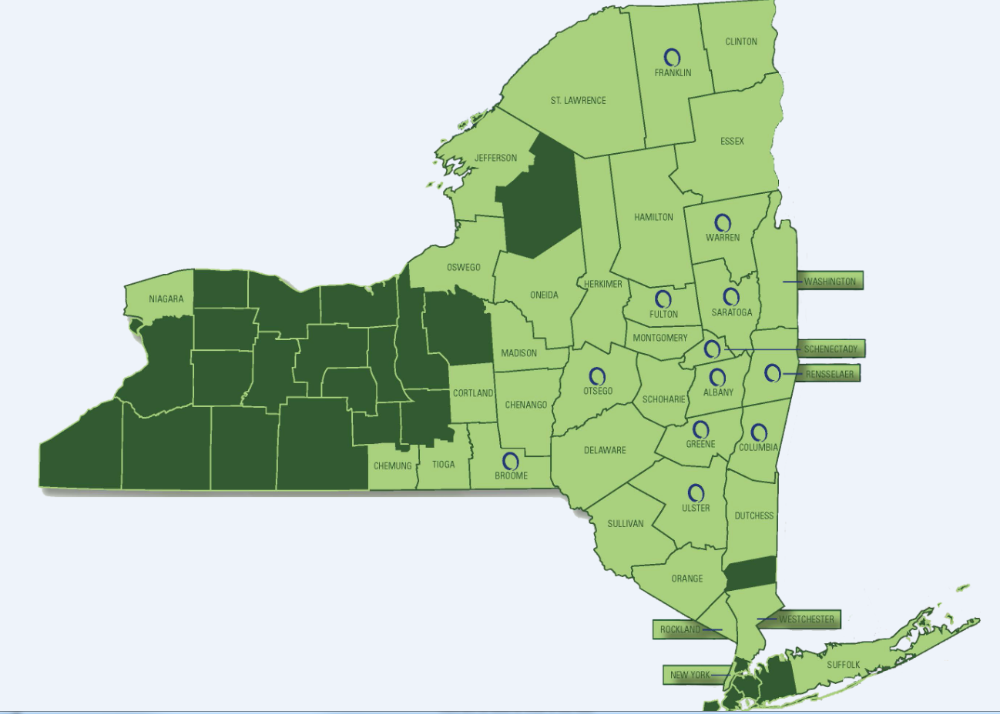 CLINTON
FRANKLIN
ST. LAWRENCE
ESSEX
JEFFERSON
HAMILTON
WARREN
OSWEGO
WASHINGTON
HERKIMER
ONEIDA
NIAGARA
SARATOGA
FULTON
MONTGOMERY
SCHENECTADY
MADISON
RENSSELAER
OTSEGO
ALBANY
CORTLAND
SCHOHARIE
CHENANGO
GREENE
COLUMBIA
DELAWARE
CHEMUNG
TIOGA
BROOME
ULSTER
DUTCHESS
SULLIVAN
ORANGE
WESTCHESTER
ROCKLAND
SUFFOLK
NEW YORK